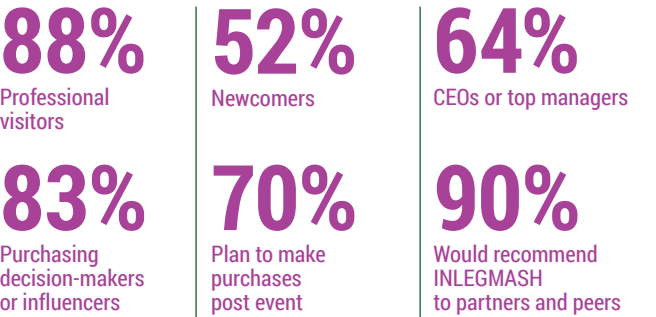 88%
Professional
visitors
52%
Newcomers
64%
CEOs or top managers
83%
Purchasing
decision-makers
or influencers
70%
Plan to make
purchases
post event
90%
Would recommend
INLEGMASH
to partners and peers